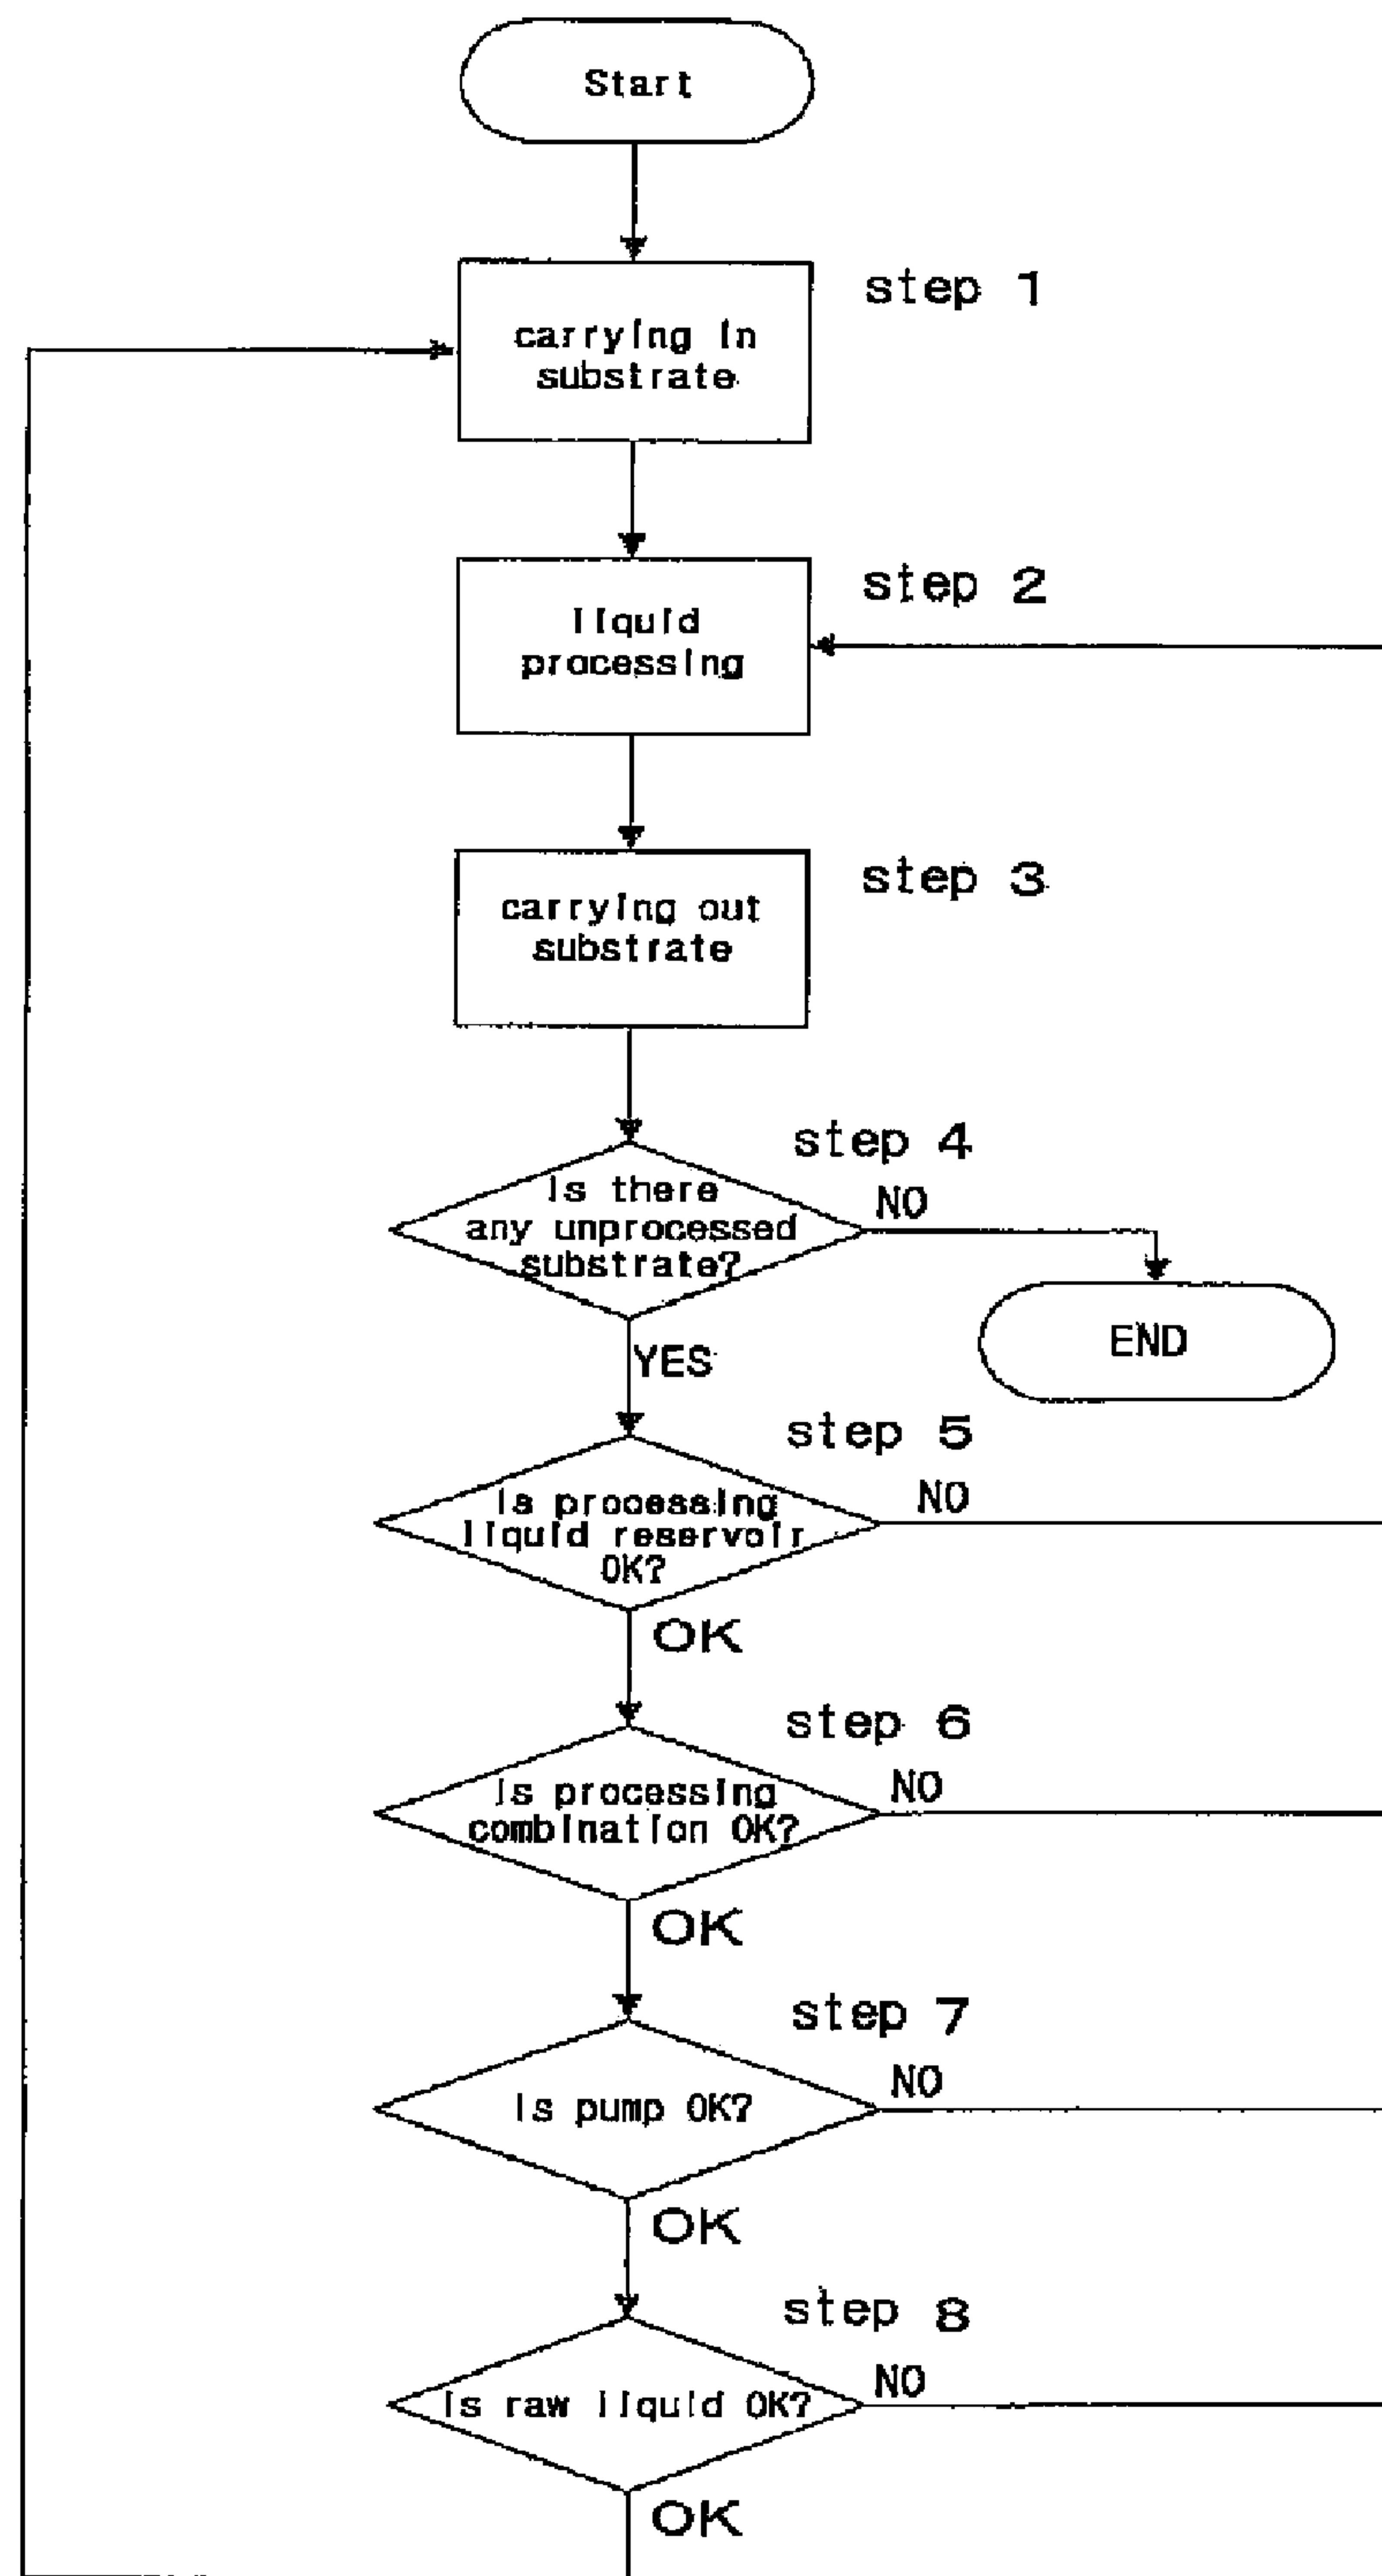 Start
step 1
carrying in
substrate
step 2
liquid
processing
step 3
carrying out
substrate
step 4
Is there
any unprocessed
substrate?
NO
END
YES
step 5
Is processing
liquid reservoir
OK?
NO
OK
step 6
Is processing
combination OK?
NO
OK
step 7
Is pump OK?
NO
OK
step 8
Is raw liquid OK?
NO
OK